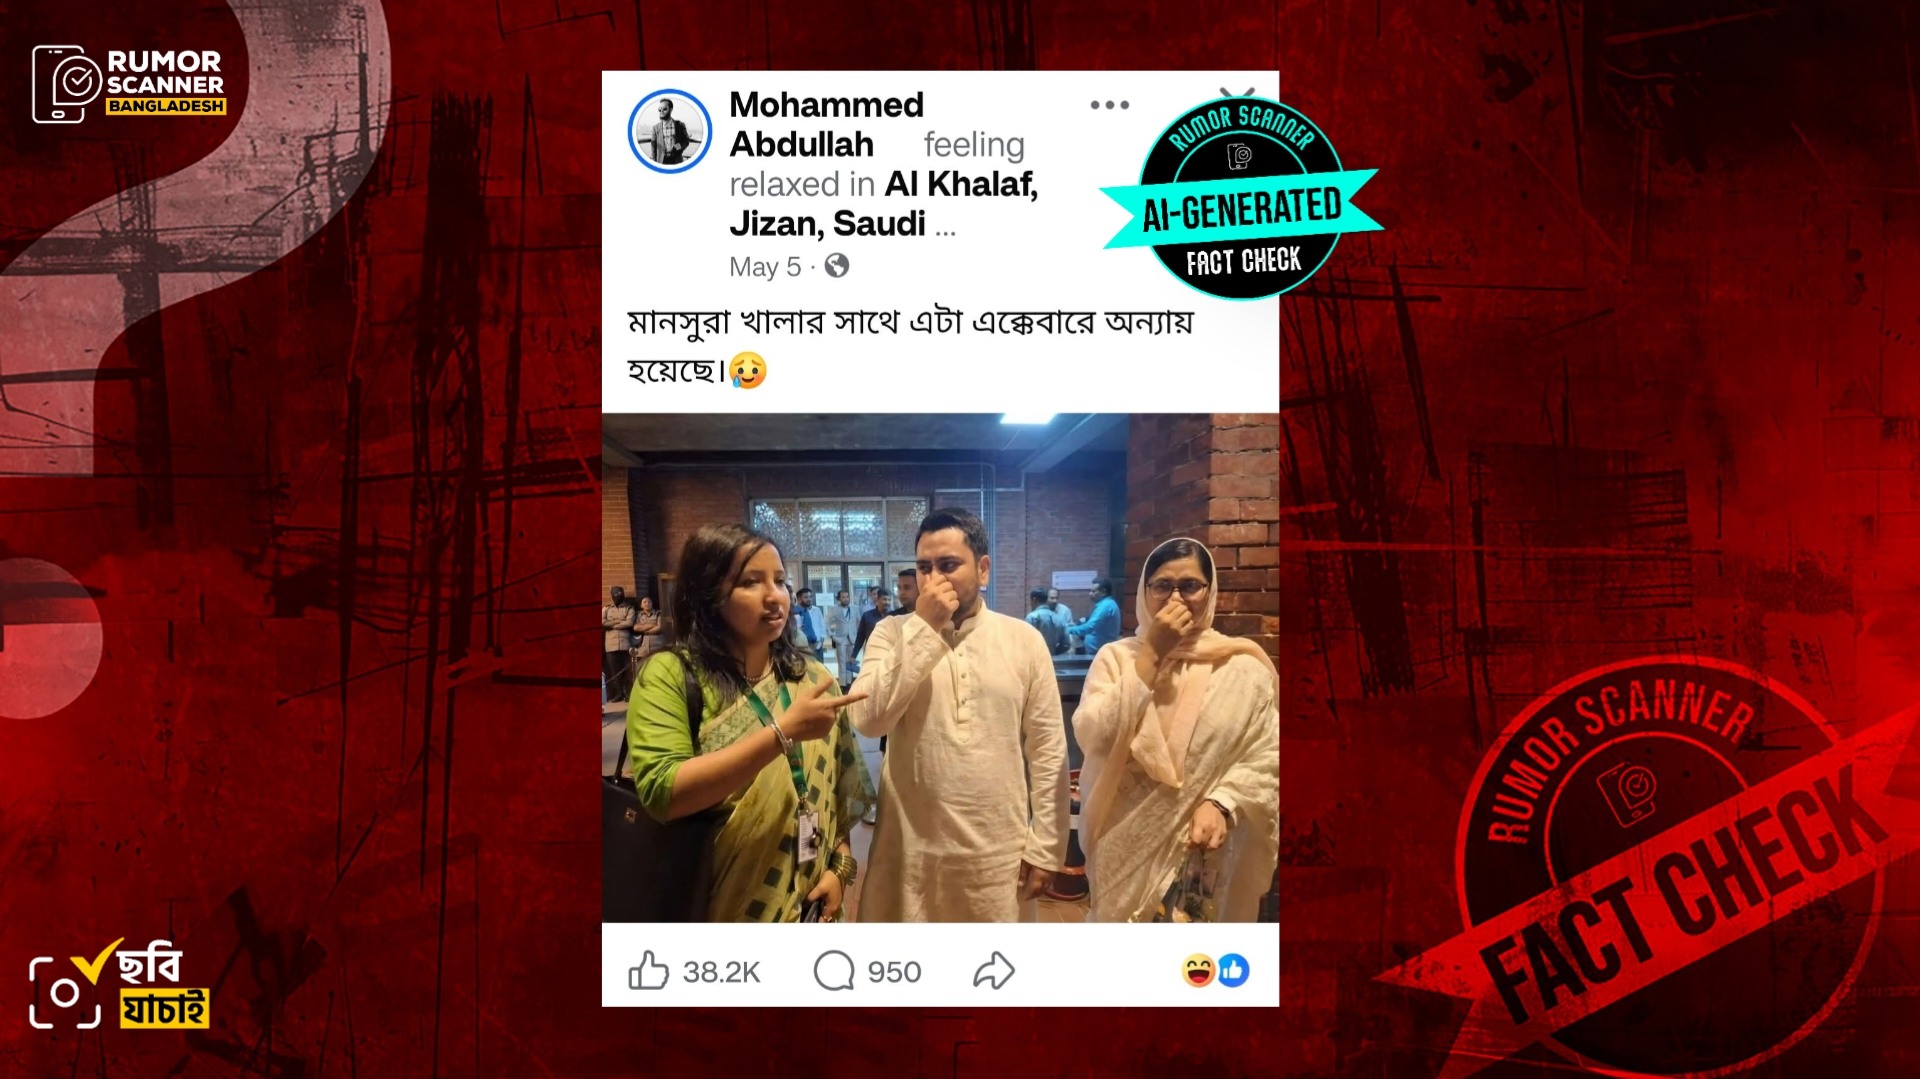 RUMOR
SCANNER
BANGLADESH
Mohammed
Abdullah feeling
relaxed in Al Khalaf,
Jizan, Saudi ...
May 5 ·
RUMOR SCANNER
AI-GENERATED
FACT CHECK
মানসুরা খালার সাথে এটা এক্কেবারে অন্যায়
হয়েছে।🥲
38.2K
950
ছবি
যাচাই
RUMOR SCANNER
FACT CHECK